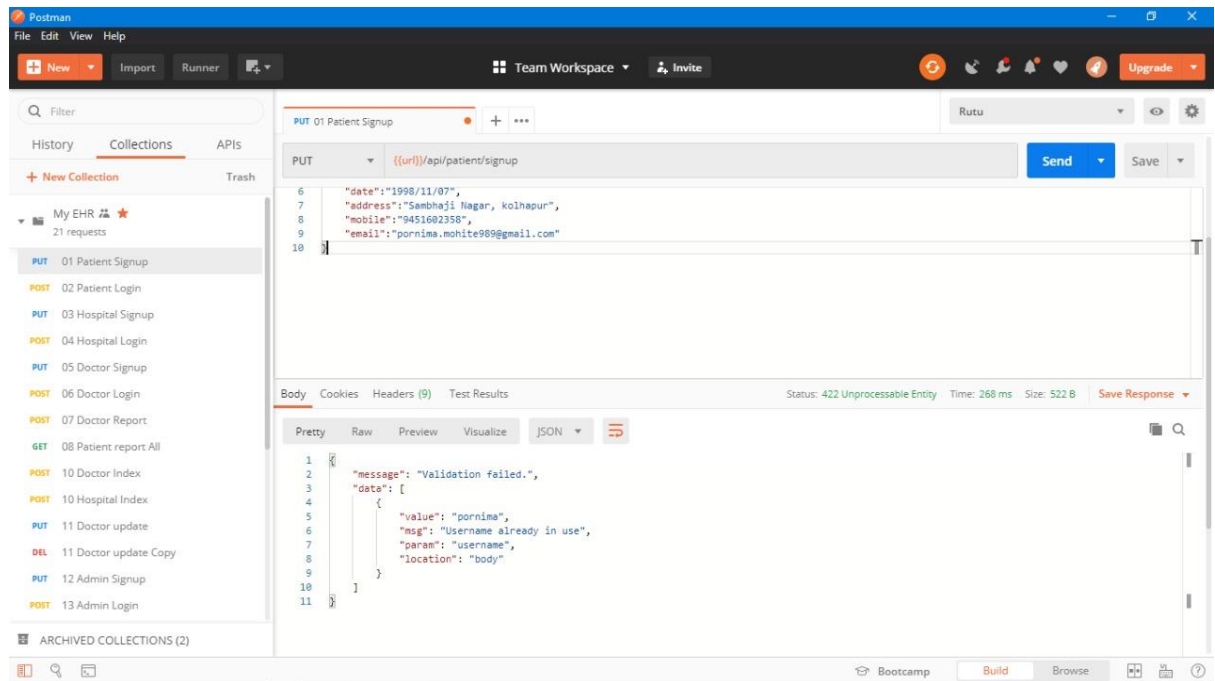 Postman
File Edit View Help
New Import Runner Team Workspace Invite Upgrade
Filter
History Collections APIs
+ New Collection Trash
My EHR
21 requests
PUT 01 Patient Signup
POST 02 Patient Login
PUT 03 Hospital Signup
POST 04 Hospital Login
PUT 05 Doctor Signup
POST 06 Doctor Login
POST 07 Doctor Report
GET 08 Patient report All
POST 10 Doctor Index
POST 10 Hospital Index
PUT 11 Doctor update
DEL 11 Doctor update Copy
PUT 12 Admin Signup
POST 13 Admin Login
ARCHIVED COLLECTIONS (2)
PUT 01 Patient Signup + ••• Rutu
PUT {{url}}/api/patient/signup Send Save
6 "date":"1998/11/07",
7 "address":"Sambhaji Nagar, kolhapur",
8 "mobile":"9451602358",
9 "email":"pornima.mohite989@gmail.com"
10 }
Body Cookies Headers (9) Test Results Status: 422 Unprocessable Entity Time: 268 ms Size: 522 B Save Response
Pretty Raw Preview Visualize JSON
1 {
2 "message": "Validation failed.",
3 "data": [
4 {
5 "value": "pornima",
6 "msg": "Username already in use",
7 "param": "username",
8 "location": "body"
9 }
10 ]
11 }
Bootcamp Build Browse